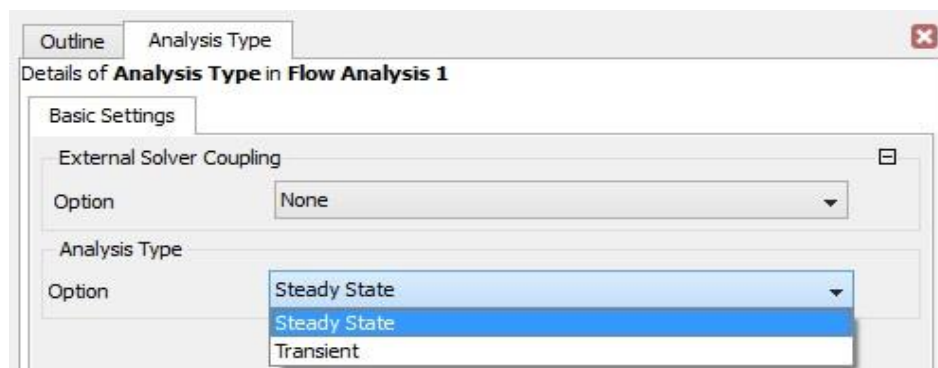 Outline Analysis Type
Details of Analysis Type in Flow Analysis 1
Basic Settings
External Solver Coupling
Option None
Analysis Type
Option Steady State
Steady State
Transient